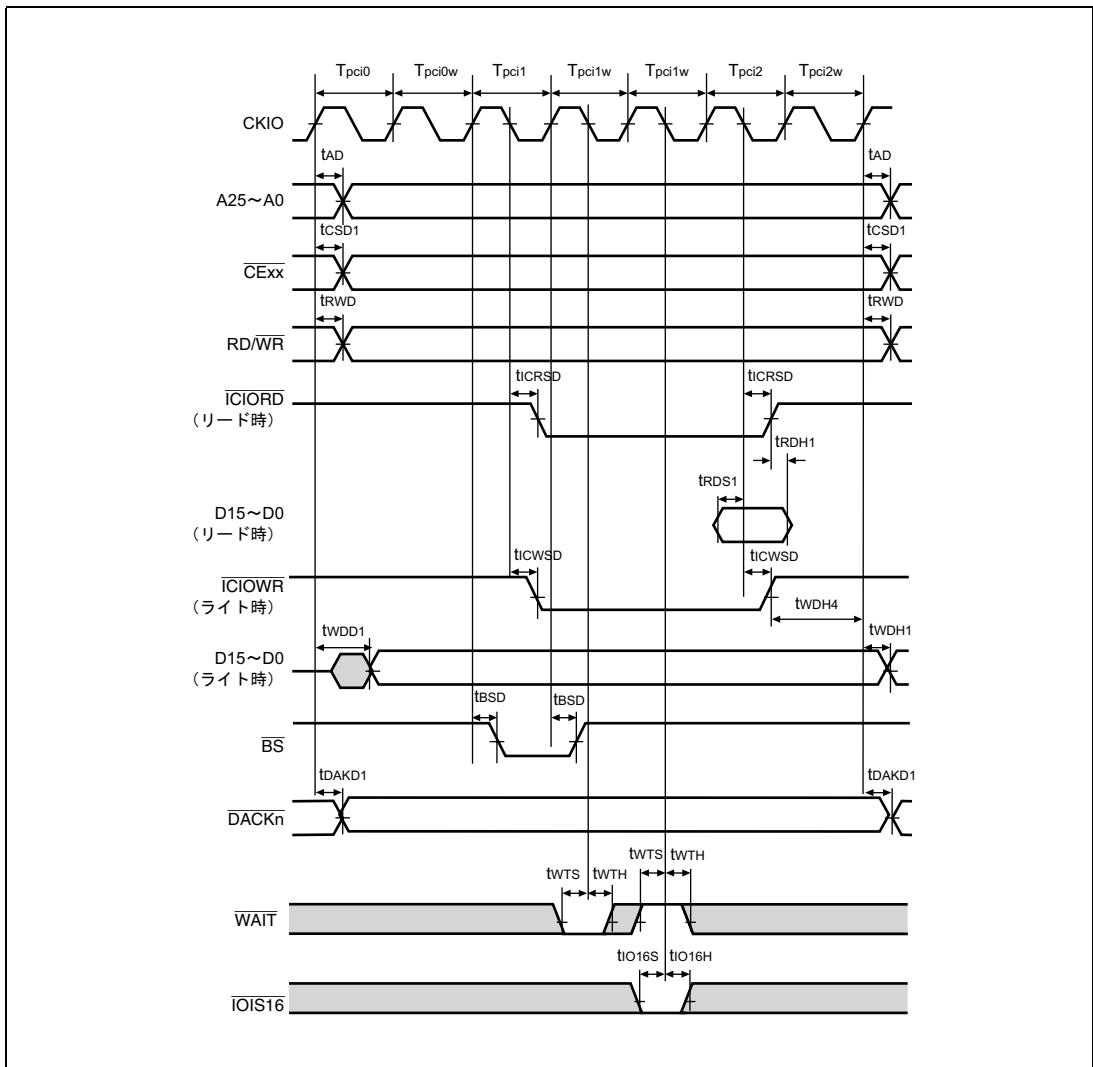 Tpci0 Tpci0w Tpci1 Tpci1w Tpci1w Tpci2 Tpci2w
CKIO
tAD tAD
A25～A0
tCSD1 tCSD1
CExx
tRWD tRWD
RD/WR
tICRSD tICRSD
ICIORD
（リード時）
tRDH1
tRDS1
D15～D0
（リード時）
tICWSD tICWSD
ICIOWR
（ライト時）
tWDH4
tWDD1 tWDH1
D15～D0
（ライト時）
tBSD tBSD
BS
tDAKD1 tDAKD1
DACKn
tWTS tWTH
tWTS tWTH
WAIT
tIO16S tIO16H
IOIS16